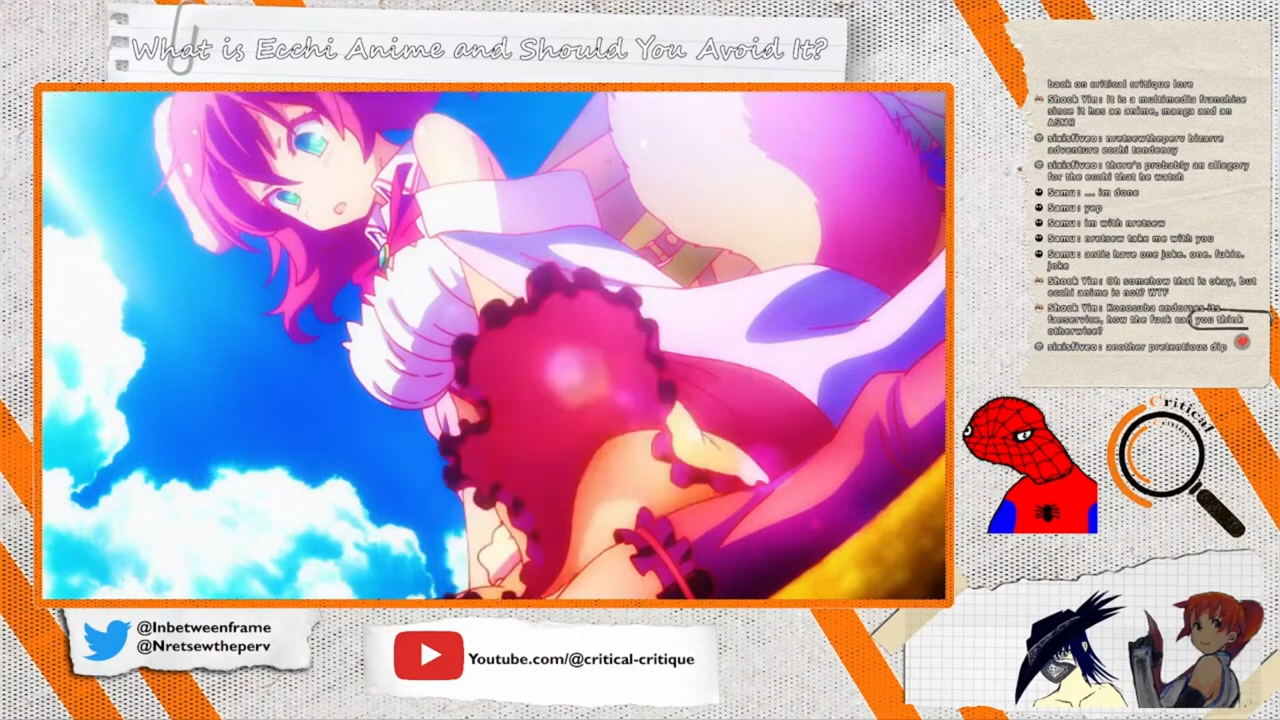 What is Ecchi Anime and Should You Avoid It?
back on critical critique lore
Shock Yin: it is a multimedia franchise
since it has an anime, manga and an
ASMR
sixisfiveo: nretsewtheperv bizarre
adventure ecchi tendency
sixisfiveo: there's probably an allegory
for the ecchi that he watch
Samu: ... im done
Samu: yep
Samu: im with nretsew
Samu: nretsew take me with you
Samu: antis have one joke. one. fukin.
joke
Shock Yin: Oh somehow that is okay, but
ecchi anime is not? WTF
Shock Yin: Konosuba endorses its
fanservice, how the fuck can you think
otherwise?
sixisfiveo: another pretentious dip
Critical
@Inbetweenframe
@Nretsewtheperv
Youtube.com/@critical-critique